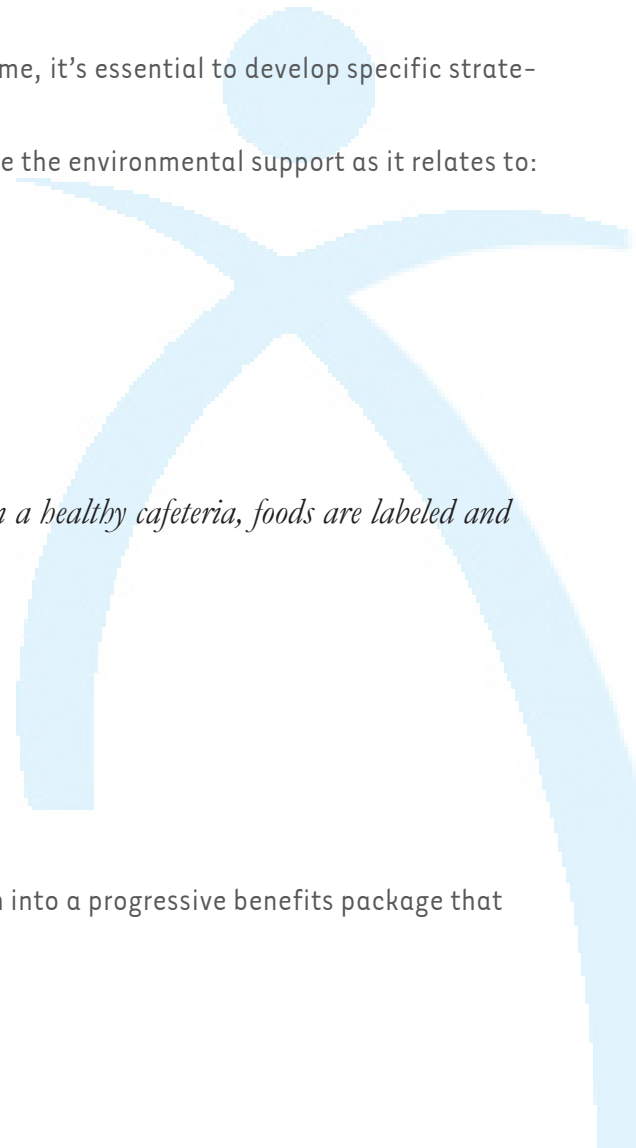 me, it’s essential to develop specific strate-
e the environmental support as it relates to:
a healthy cafeteria, foods are labeled and
into a progressive benefits package that